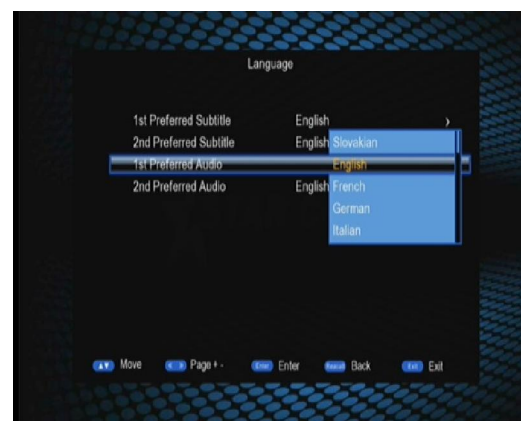 Language
1st Preferred Subtitle English
2nd Preferred Subtitle English Slovakian
1st Preferred Audio English
2nd Preferred Audio English French
German
Italian
Move Page + - Enter Enter Back Exit Exit